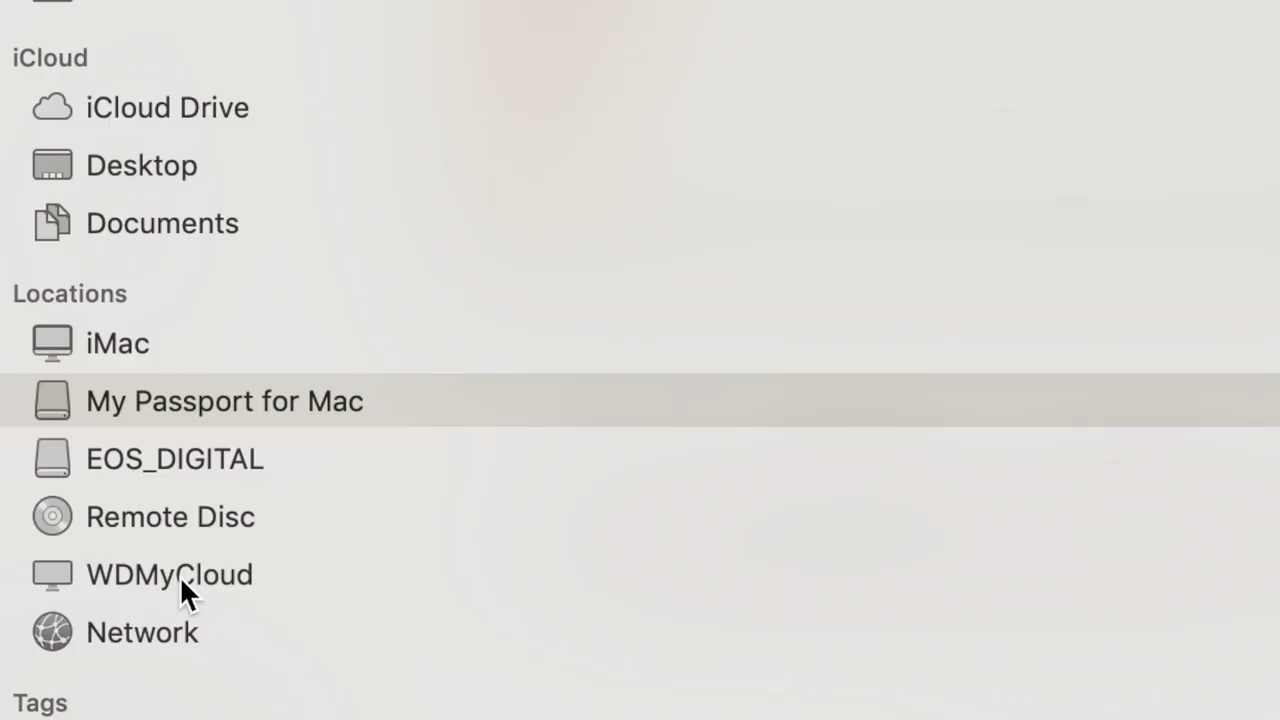 iCloud
iCloud Drive
Desktop
Documents
Locations
iMac
My Passport for Mac
EOS_DIGITAL
Remote Disc
WDMyCloud
Network
Tags